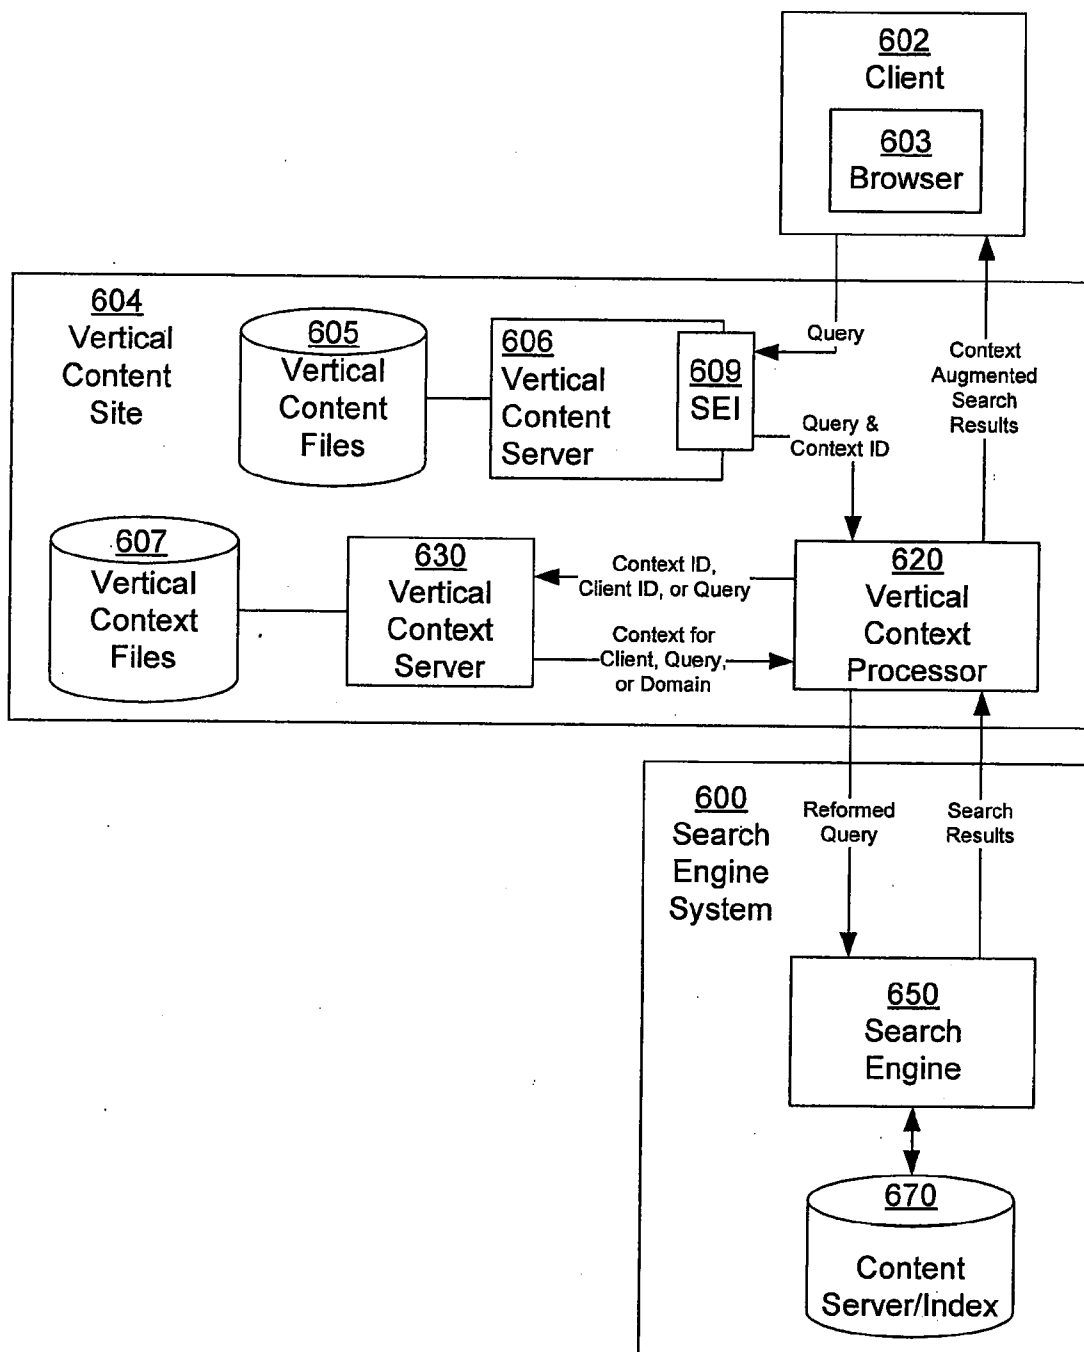 602
Client
603
Browser
604
Vertical
Content
Site
605
Vertical
Content
Files
606
Vertical
Content
Server
609
SEI
Query
Query &
Context ID
Context
Augmented
Search
Results
607
Vertical
Context
Files
630
Vertical
Context
Server
Context ID,
Client ID, or Query
Context for
Client, Query,
or Domain
620
Vertical
Context
Processor
600
Search
Engine
System
Reformed
Query
Search
Results
650
Search
Engine
670
Content
Server/Index